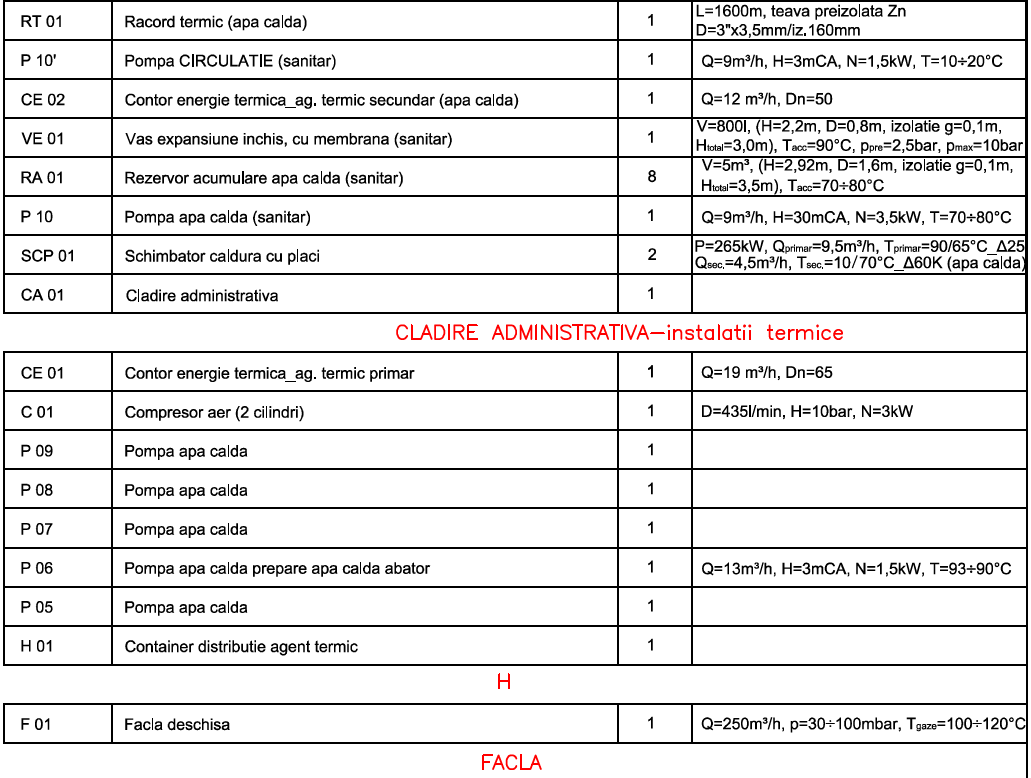 RT 01 Racord termic (apa calda) 1 L=1600m, teava preizolata Zn
D=3"x3,5mm/iz.160mm
P 10' Pompa CIRCULATIE (sanitar) 1 Q=9m³/h, H=3mCA, N=1,5kW, T=10÷20°C
CE 02 Contor energie termica_ag. termic secundar (apa calda) 1 Q=12 m³/h, Dn=50
VE 01 Vas expansiune inchis, cu membrana (sanitar) 1 V=800l, (H=2,2m, D=0,8m, izolatie g=0,1m,
Htotal=3,0m), Tacc=90°C, ppre=2,5bar, pmax=10bar
RA 01 Rezervor acumulare apa calda (sanitar) 8 V=5m³, (H=2,92m, D=1,6m, izolatie g=0,1m,
Htotal=3,5m), Tacc=70÷80°C
P 10 Pompa apa calda (sanitar) 1 Q=9m³/h, H=30mCA, N=3,5kW, T=70÷80°C
SCP 01 Schimbator caldura cu placi 2 P=265kW, Qprimar=9,5m³/h, Tprimar=90/65°C_Δ25
Qsec.=4,5m³/h, Tsec.=10/70°C_Δ60K (apa calda)
CA 01 Cladire administrativa 1
CLADIRE ADMINISTRATIVA-instalatii termice
CE 01 Contor energie termica_ag. termic primar 1 Q=19 m³/h, Dn=65
C 01 Compresor aer (2 cilindri) 1 D=435l/min, H=10bar, N=3kW
P 09 Pompa apa calda 1
P 08 Pompa apa calda 1
P 07 Pompa apa calda 1
P 06 Pompa apa calda prepare apa calda abator 1 Q=13m³/h, H=3mCA, N=1,5kW, T=93÷90°C
P 05 Pompa apa calda 1
H 01 Container distributie agent termic 1
H
F 01 Facla deschisa 1 Q=250m³/h, p=30÷100mbar, Tgaze=100÷120°C
FACLA